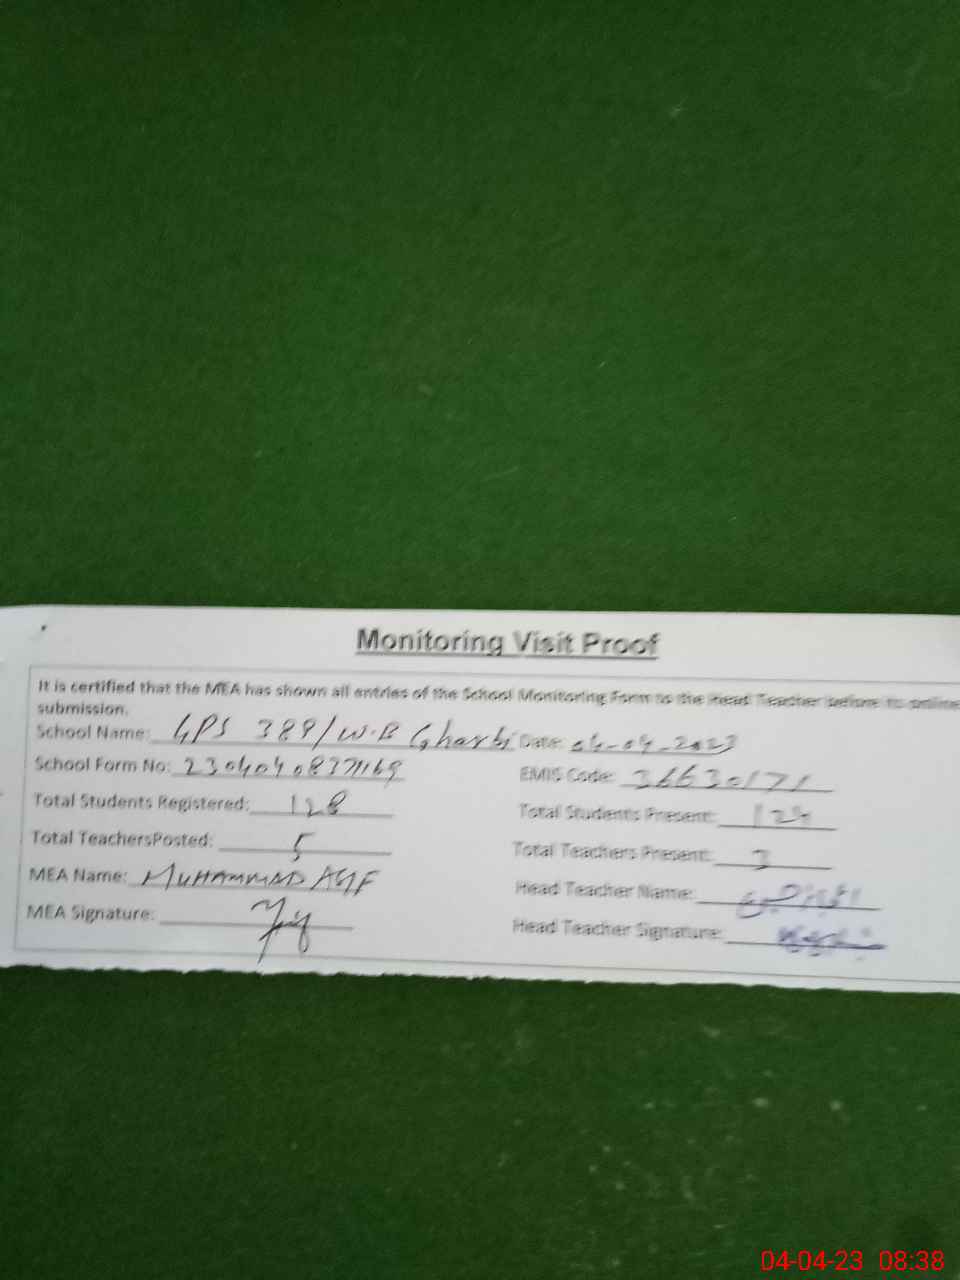 Monitoring Visit Proof
It is certified that the MEA has shown all entries of the School Monitoring Form to the Head Teacher before its online
submission.
School Name: GPS 389/W.B Gharbi Date: 04-04-2023
School Form No: EMIS Code: 36630171
Total Students Registered: 128 Total Students Present:
Total TeachersPosted: 5 Total Teachers Present: 3
MEA Name: MUHAMMAD ASIF Head Teacher Name:
MEA Signature: Head Teacher Signature:
04-04-23 08:38